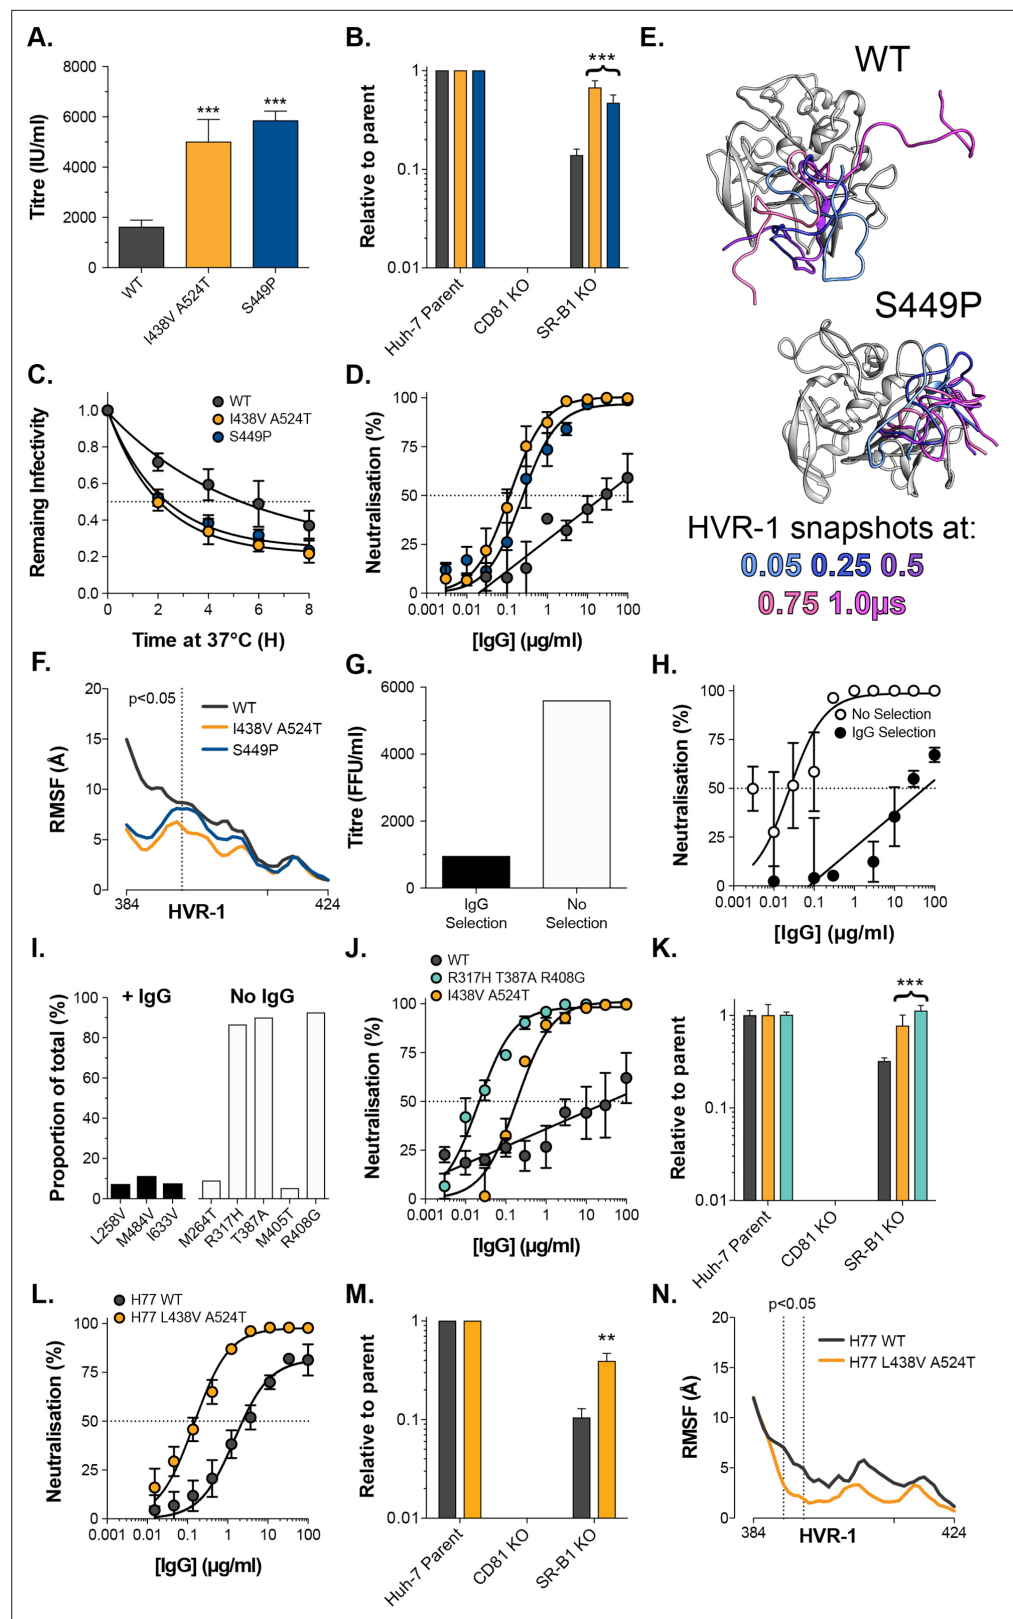 A.
8000
6000
4000
2000
0
Titre (IU/ml)
***
***
WT
I438V A524T
S449P
B.
1
0.1
0.01
Relative to parent
***
Huh-7 Parent
CD81 KO
SR-B1 KO
E.
WT
S449P
HVR-1 snapshots at:
0.05 0.25 0.5
0.75 1.0µs
C.
1.0
0.8
0.6
0.4
0.2
0.0
Remaing Infectivity
WT
I438V A524T
S449P
0 2 4 6 8
Time at 37°C (H)
D.
100
75
50
25
0
Neutralisation (%)
0.001 0.01 0.1 1 10 100
[IgG] (µg/ml)
F.
20
15
10
5
0
RMSF (Å)
p<0.05
WT
I438V A524T
S449P
384 424
HVR-1
G.
6000
4000
2000
0
Titre (FFU/ml)
IgG
Selection
No
Selection
H.
100
75
50
25
0
Neutralisation (%)
No Selection
IgG Selection
0.001 0.01 0.1 1 10 100
[IgG] (µg/ml)
I.
100
80
60
40
20
0
Proportion of total (%)
+ IgG
No IgG
L258V
M484V
I633V
M264T
R317H
T387A
M405T
R408G
J.
WT
R317H T387A R408G
I438V A524T
100
75
50
25
0
Neutralisation (%)
0.001 0.01 0.1 1 10 100
[IgG] (µg/ml)
K.
1
0.1
0.01
Relative to parent
***
Huh-7 Parent
CD81 KO
SR-B1 KO
L.
H77 WT
H77 L438V A524T
100
75
50
25
0
Neutralisation (%)
0.001 0.01 0.1 1 10 100
[IgG] (µg/ml)
M.
1
0.1
0.01
Relative to parent
**
Huh-7 Parent
CD81 KO
SR-B1 KO
N.
p<0.05
20
15
10
5
0
RMSF (Å)
H77 WT
H77 L438V A524T
384 424
HVR-1